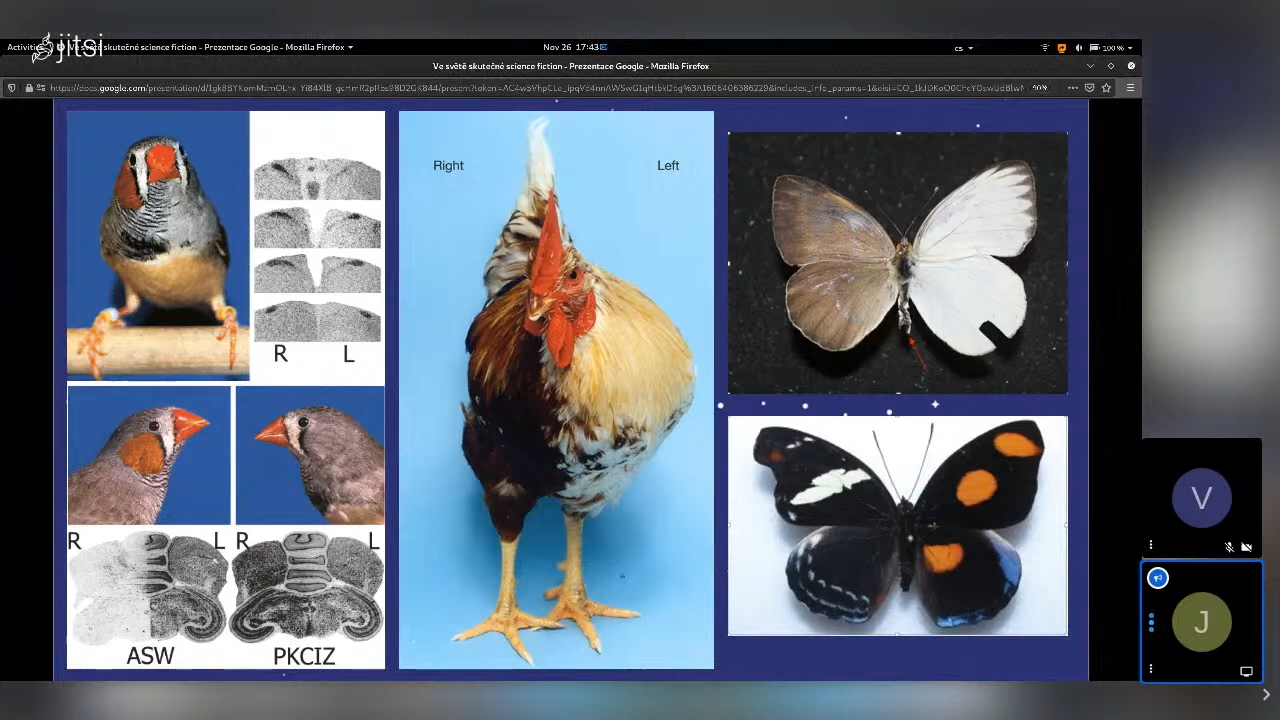 jitsi
Ve světě skutečné science fiction - Prezentace Google - Mozilla Firefox
Nov 26 17:43
cs
100 %
Ve světě skutečné science fiction - Prezentace Google - Mozilla Firefox
90%
Right
Left
R
L
R
L
R
L
ASW
PKCIZ
V
J